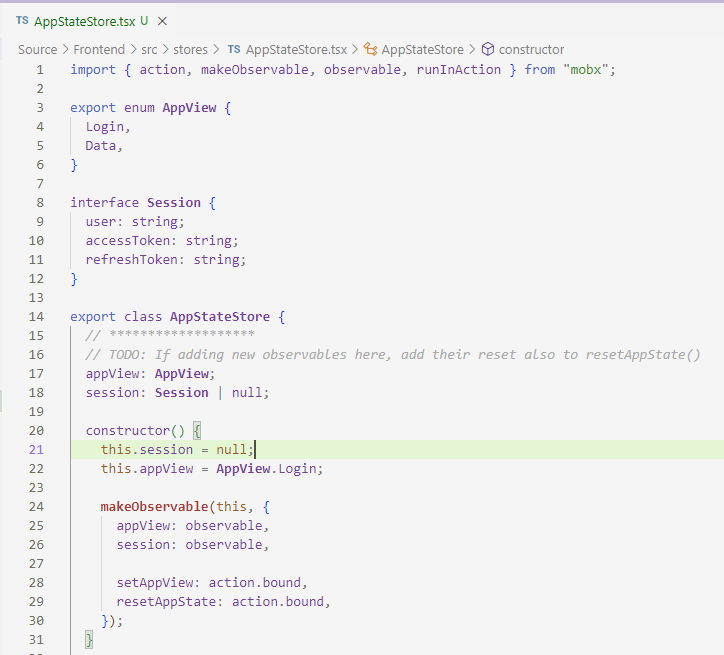 TS AppStateStore.tsx U ×
Source > Frontend > src > stores > TS AppStateStore.tsx > AppStateStore > constructor
1 import { action, makeObservable, observable, runInAction } from "mobx";
2
3 export enum AppView {
4   Login,
5   Data,
6 }
7
8 interface Session {
9   user: string;
10   accessToken: string;
11   refreshToken: string;
12 }
13
14 export class AppStateStore {
15   // *******************
16   // TODO: If adding new observables here, add their reset also to resetAppState()
17   appView: AppView;
18   session: Session | null;
19
20   constructor() {
21     this.session = null;
22     this.appView = AppView.Login;
23
24     makeObservable(this, {
25       appView: observable,
26       session: observable,
27
28       setAppView: action.bound,
29       resetAppState: action.bound,
30     });
31   }